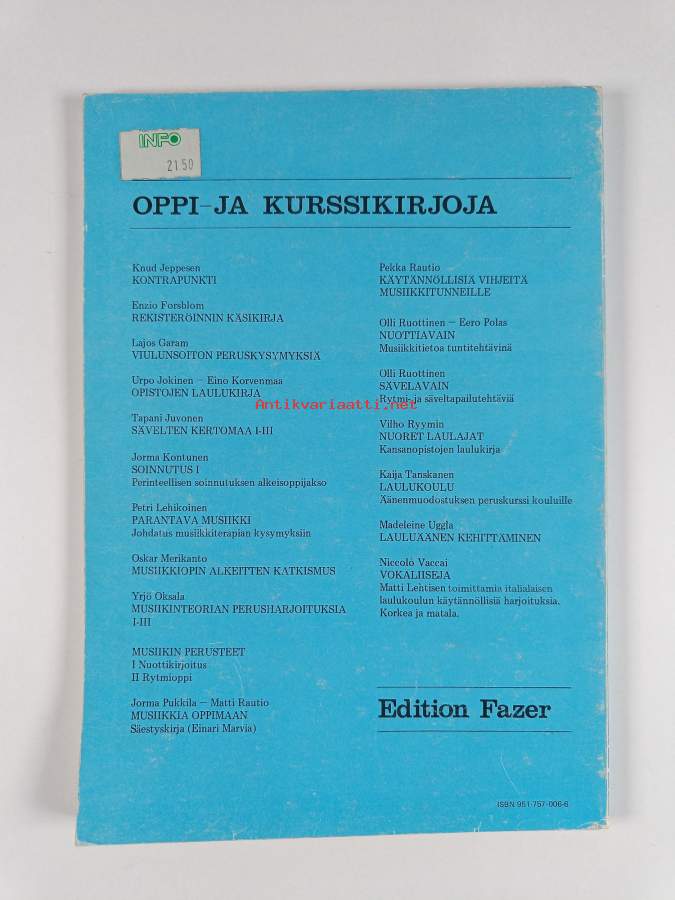 INFO
21.50
OPPI-JA KURSSIKIRJOJA
Knud Jeppesen
KONTRAPUNKTI
Enzio Forsblom
REKISTERÖINNIN KÄSIKIRJA
Lajos Garam
VIULUNSOITON PERUSKYSYMYKSIÄ
Urpo Jokinen — Eino Korvenmaa
OPISTOJEN LAULUKIRJA
Tapani Juvonen
SÄVELTEN KERTOMAA I-III
Jorma Kontunen
SOINNUTUS I
Perinteellisen soinnutuksen alkeisoppijakso
Petri Lehikoinen
PARANTAVA MUSIIKKI
Johdatus musiikkiterapian kysymyksiin
Oskar Merikanto
MUSIIKKIOPIN ALKEITTEN KATKISMUS
Yrjö Oksala
MUSIIKINTEORIAN PERUSHARJOITUKSIA
I-III
MUSIIKIN PERUSTEET
I Nuottikirjoitus
II Rytmioppi
Jorma Pukkila — Matti Rautio
MUSIIKKIA OPPIMAAN
Säestyskirja (Einari Marvia)
Pekka Rautio
KÄYTÄNNÖLLISIÄ VIHJEITÄ
MUSIIKKITUNNEILLE
Olli Ruottinen — Eero Polas
NUOTTIAVAIN
Musiikkitietoa tuntitehtävinä
Olli Ruottinen
SÄVELAVAIN
Rytmi- ja säveltapailutehtäviä
Vilho Ryymin
NUORET LAULAJAT
Kansanopistojen laulukirja
Kaija Tanskanen
LAULUKOULU
Äänenmuodostuksen peruskurssi kouluille
Madeleine Uggla
LAULUÄÄNEN KEHITTÄMINEN
Niccolò Vaccai
VOKALIISEJA
Matti Lehtisen toimittamia italialaisen
laulukoulun käytännöllisiä harjoituksia.
Korkea ja matala.
Edition Fazer
ISBN 951-757-006-6
Antikvariaatti.net